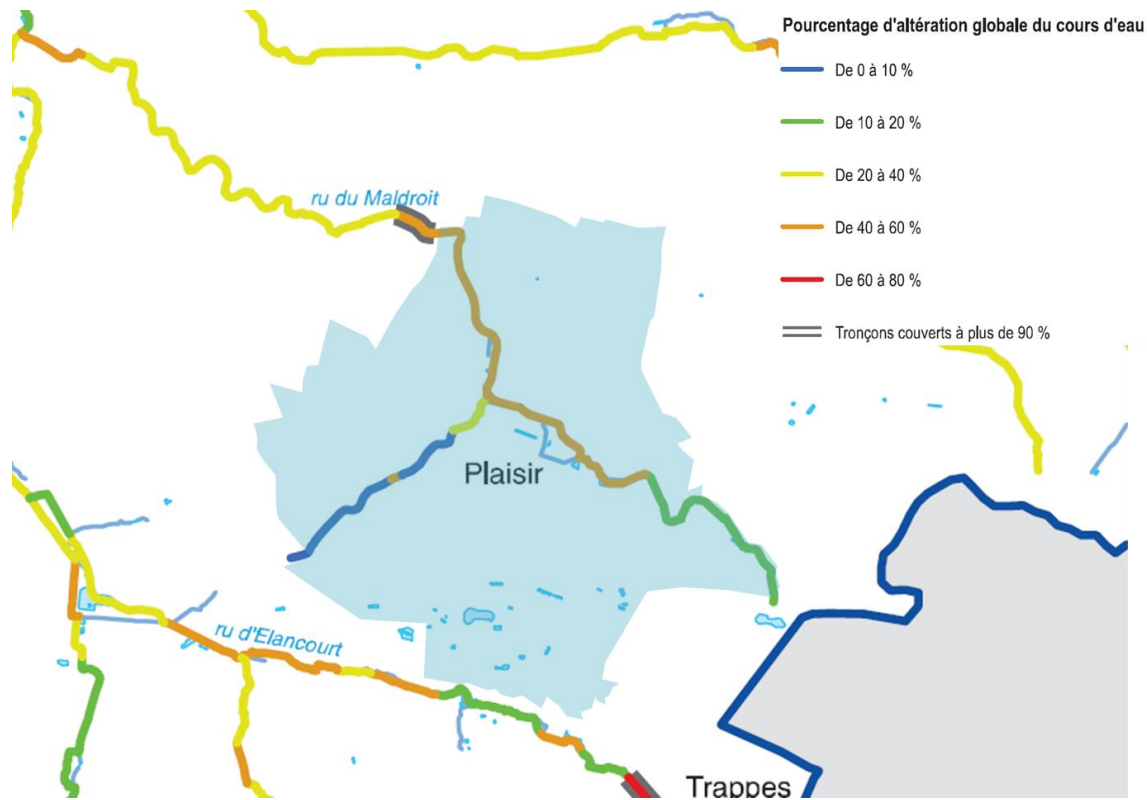 Pourcentage d'altération globale du cours d'eau
De 0 à 10 %
De 10 à 20 %
De 20 à 40 %
De 40 à 60 %
De 60 à 80 %
Tronçons couverts à plus de 90 %
ru du Maldroit
Plaisir
ru d'Elancourt
Trappes